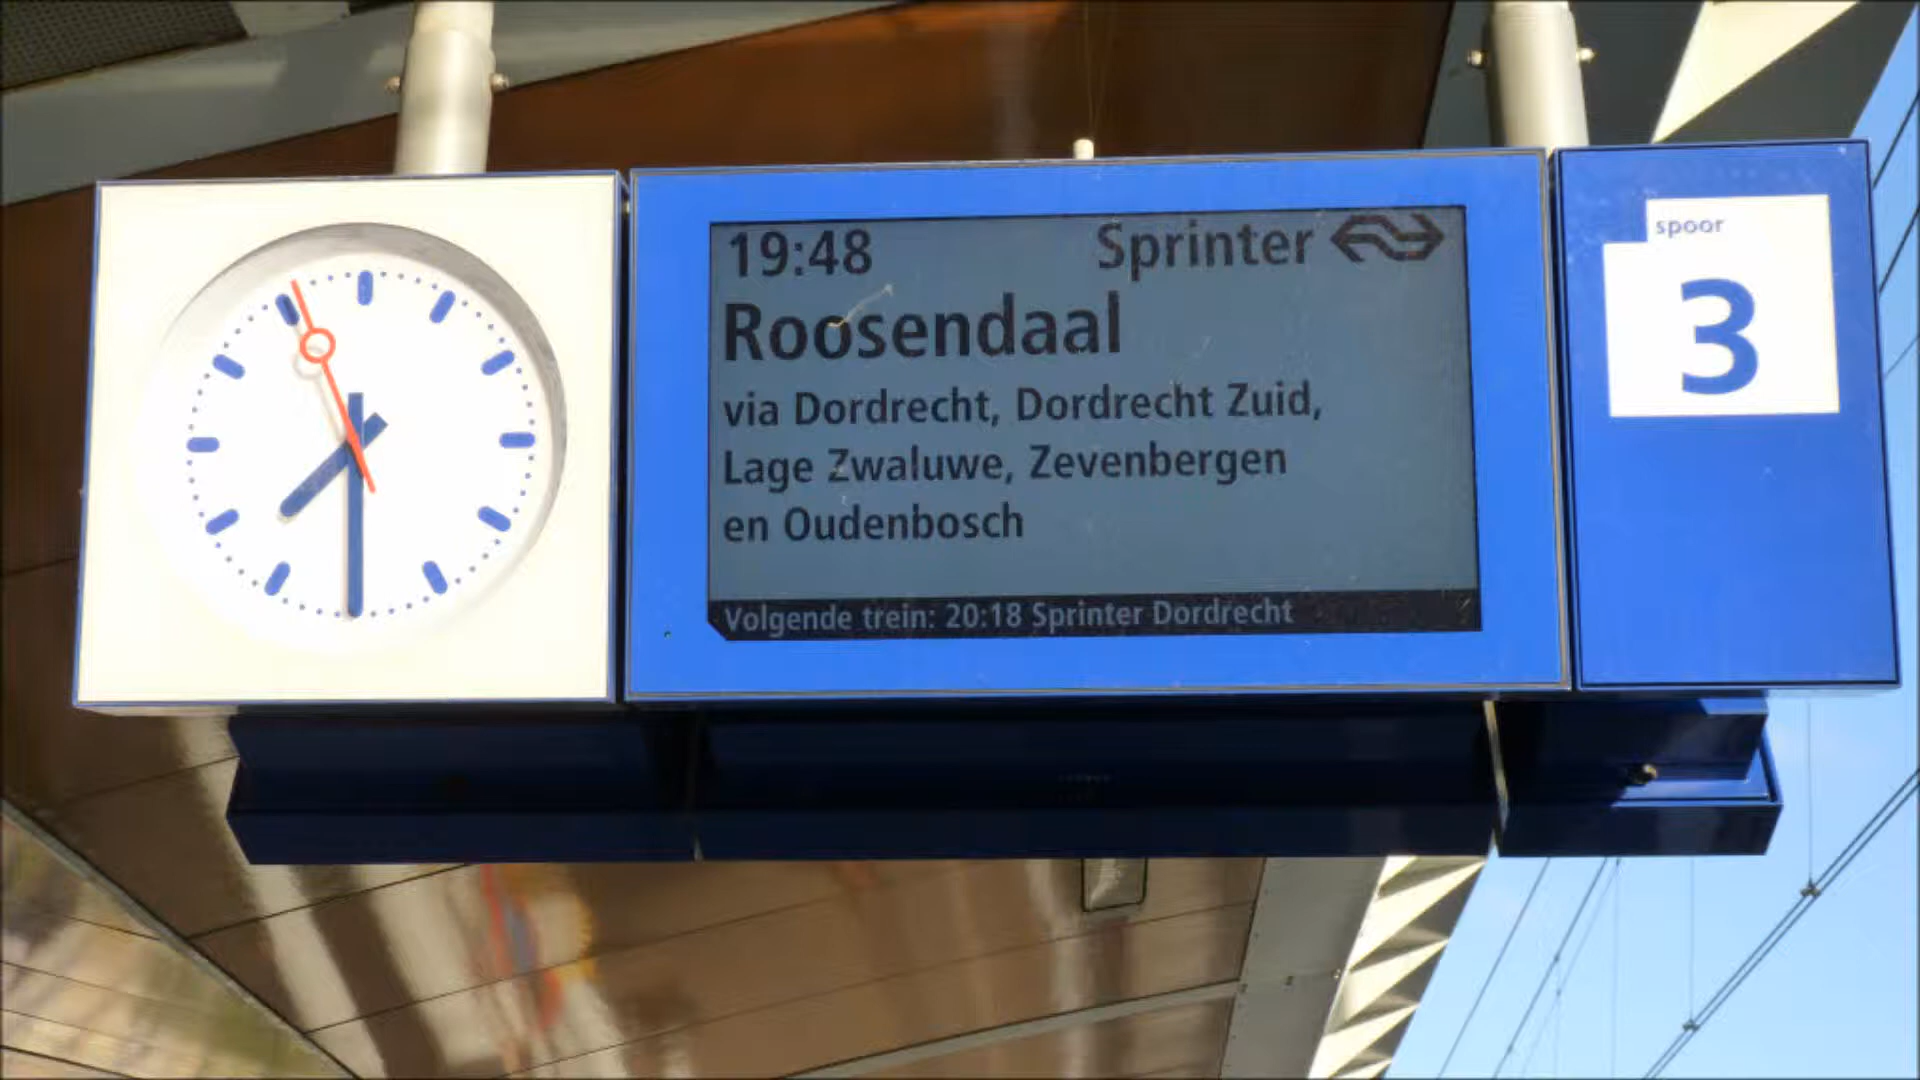 19:48 Sprinter
Roosendaal
via Dordrecht, Dordrecht Zuid,
Lage Zwaluwe, Zevenbergen
en Oudenbosch
Volgende trein: 20:18 Sprinter Dordrecht
spoor
3